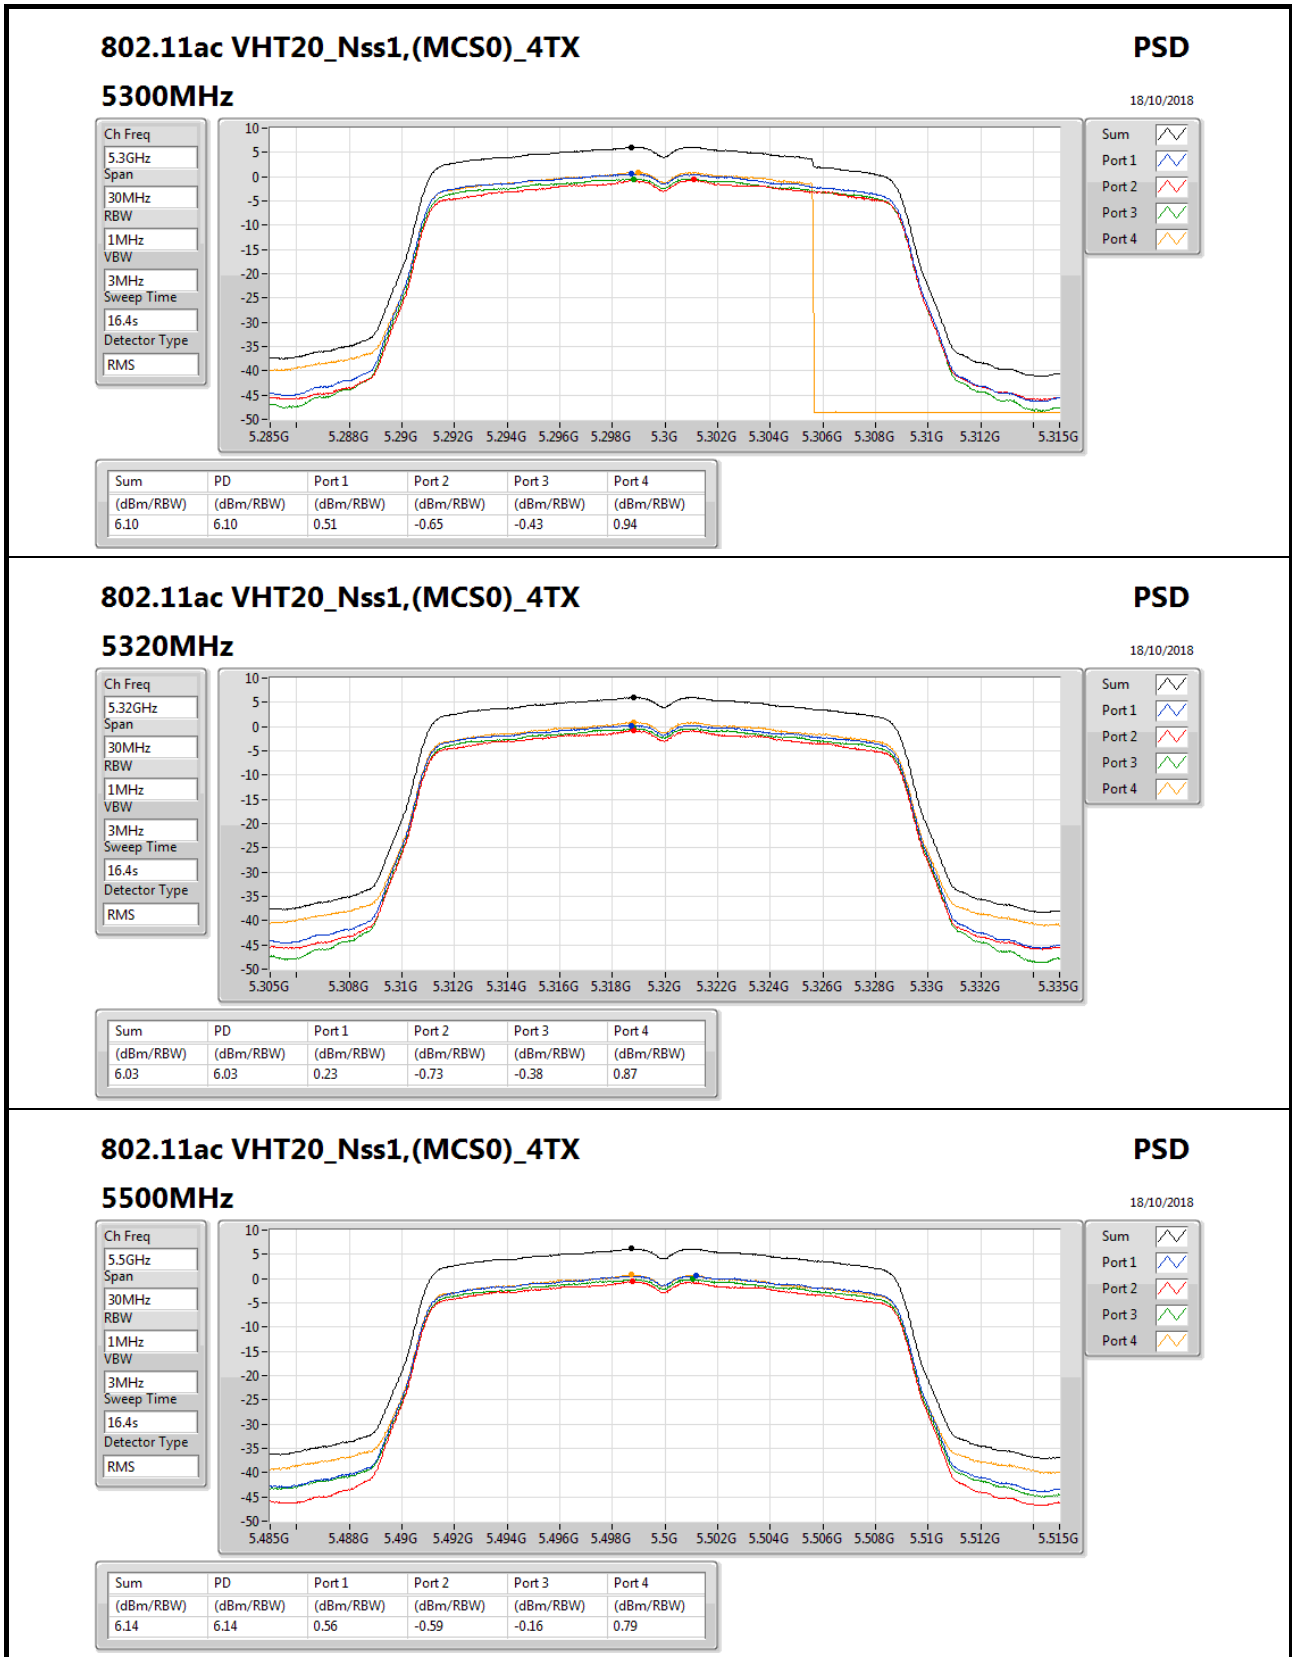 802.11ac VHT20_Nss1,(MCS0)_4TX PSD
5300MHz 18/10/2018
Ch Freq
5.3GHz
Span
30MHz
RBW
1MHz
VBW
3MHz
Sweep Time
16.4s
Detector Type
RMS
10
5
0
-5
-10
-15
-20
-25
-30
-35
-40
-45
-50
5.285G 5.288G 5.29G 5.292G 5.294G 5.296G 5.298G 5.3G 5.302G 5.304G 5.306G 5.308G 5.31G 5.312G 5.315G
Sum
Port 1
Port 2
Port 3
Port 4
Sum PD Port 1 Port 2 Port 3 Port 4
(dBm/RBW) (dBm/RBW) (dBm/RBW) (dBm/RBW) (dBm/RBW) (dBm/RBW)
6.10 6.10 0.51 -0.65 -0.43 0.94
802.11ac VHT20_Nss1,(MCS0)_4TX PSD
5320MHz 18/10/2018
Ch Freq
5.32GHz
Span
30MHz
RBW
1MHz
VBW
3MHz
Sweep Time
16.4s
Detector Type
RMS
10
5
0
-5
-10
-15
-20
-25
-30
-35
-40
-45
-50
5.305G 5.308G 5.31G 5.312G 5.314G 5.316G 5.318G 5.32G 5.322G 5.324G 5.326G 5.328G 5.33G 5.332G 5.335G
Sum
Port 1
Port 2
Port 3
Port 4
Sum PD Port 1 Port 2 Port 3 Port 4
(dBm/RBW) (dBm/RBW) (dBm/RBW) (dBm/RBW) (dBm/RBW) (dBm/RBW)
6.03 6.03 0.23 -0.73 -0.38 0.87
802.11ac VHT20_Nss1,(MCS0)_4TX PSD
5500MHz 18/10/2018
Ch Freq
5.5GHz
Span
30MHz
RBW
1MHz
VBW
3MHz
Sweep Time
16.4s
Detector Type
RMS
10
5
0
-5
-10
-15
-20
-25
-30
-35
-40
-45
-50
5.485G 5.488G 5.49G 5.492G 5.494G 5.496G 5.498G 5.5G 5.502G 5.504G 5.506G 5.508G 5.51G 5.512G 5.515G
Sum
Port 1
Port 2
Port 3
Port 4
Sum PD Port 1 Port 2 Port 3 Port 4
(dBm/RBW) (dBm/RBW) (dBm/RBW) (dBm/RBW) (dBm/RBW) (dBm/RBW)
6.14 6.14 0.56 -0.59 -0.16 0.79